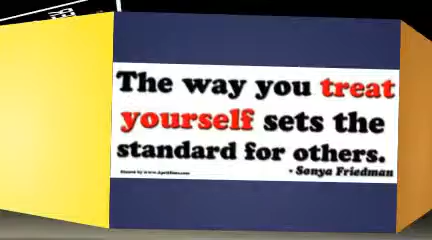 The way you treat
yourself sets the
standard for others.
- Sonya Friedman